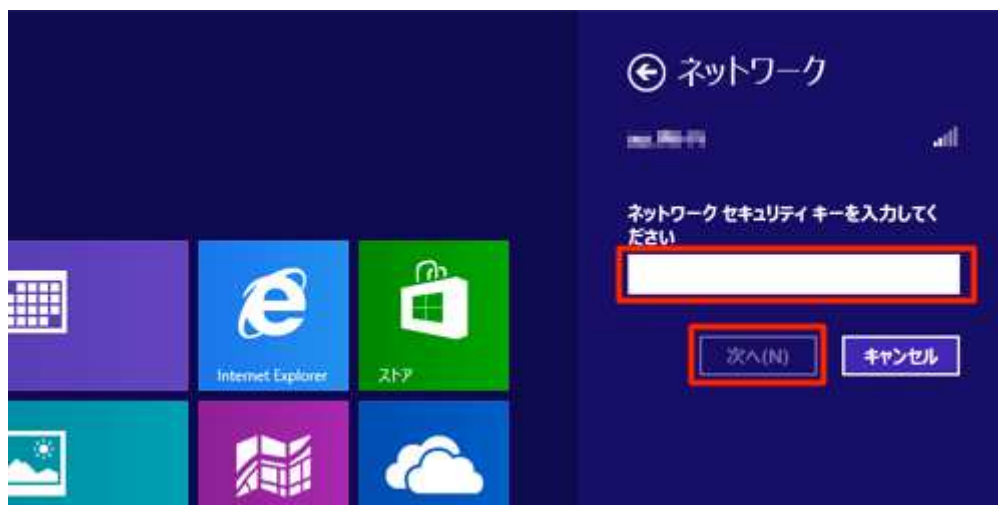 ネットワーク
ネットワーク セキュリティ キーを入力してく
ださい
次へ(N)
キャンセル
Internet Explorer
ストア